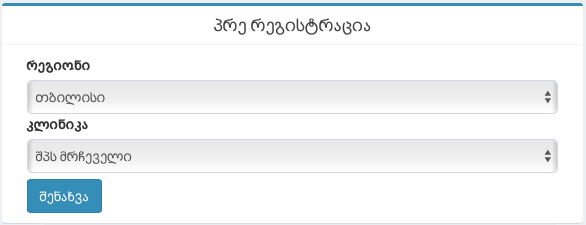 პრე რეგისტრაცია
რეგიონი
თბილისი
კლინიკა
შპს მრჩეველი
შენახვა